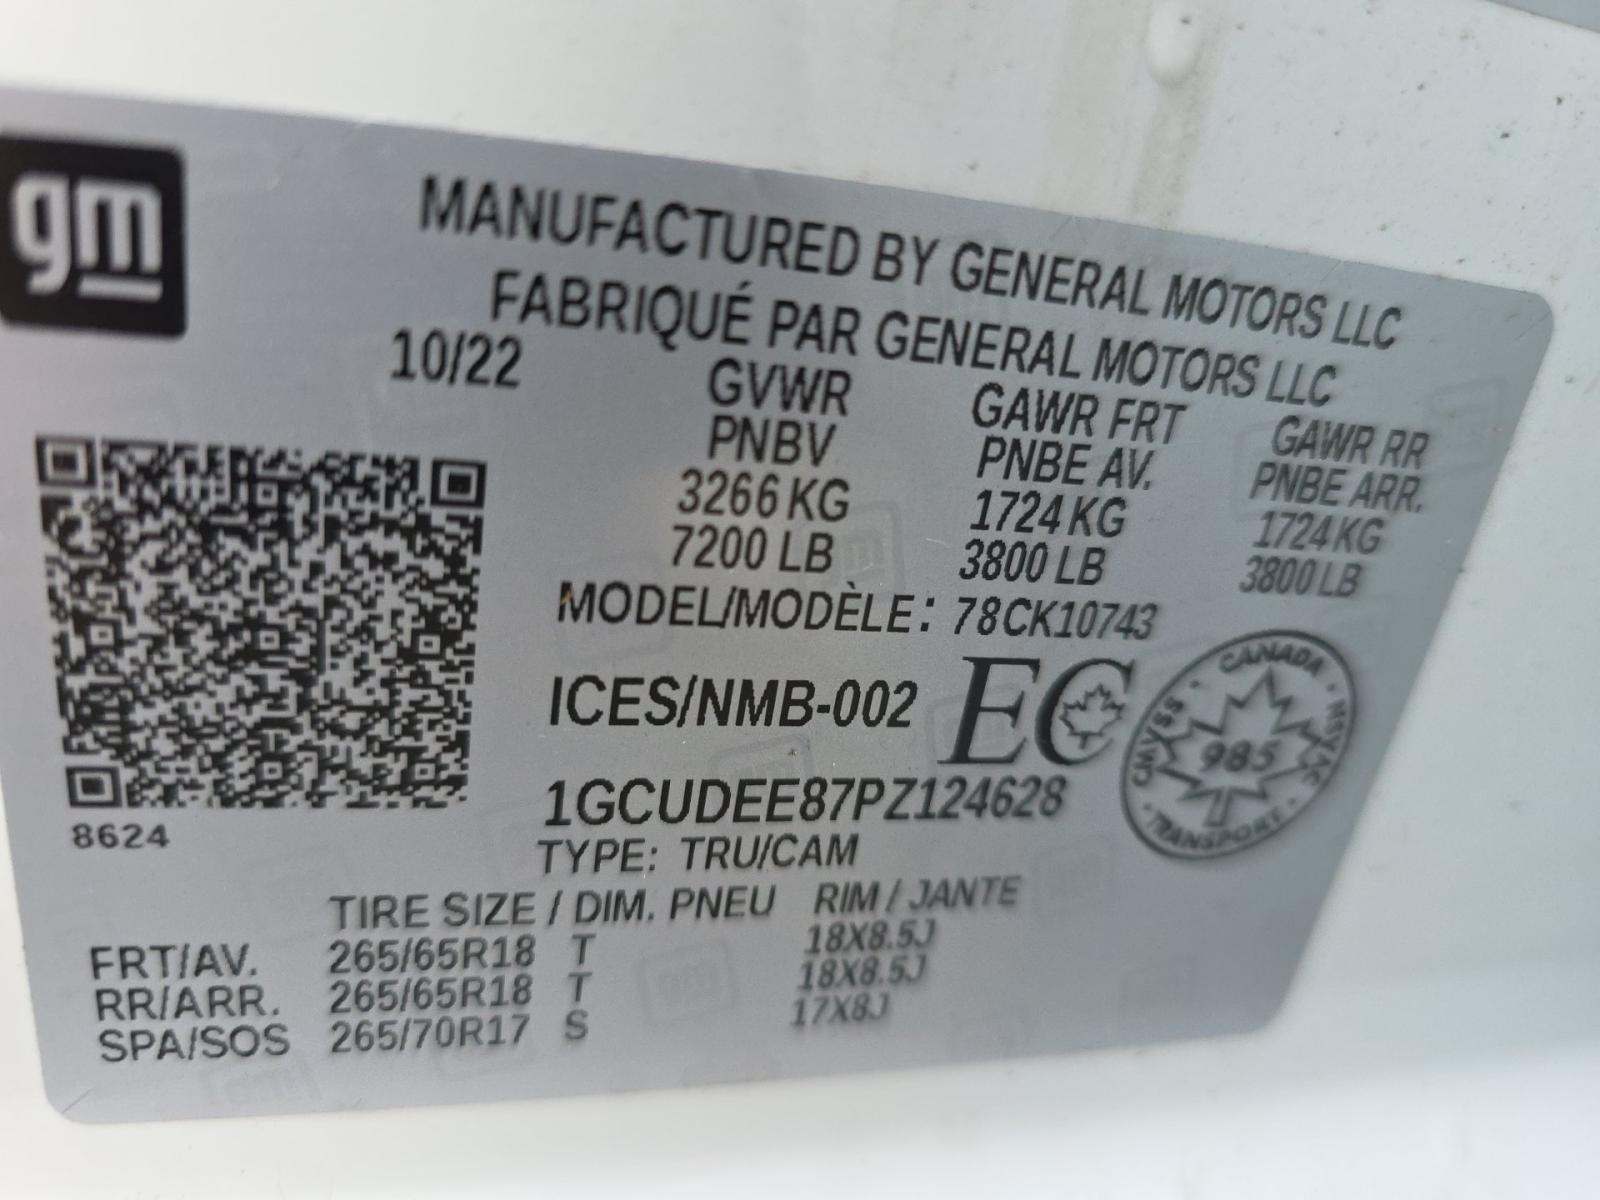 gm
MANUFACTURED BY GENERAL MOTORS LLC
FABRIQUÉ PAR GENERAL MOTORS LLC
10/22
GVWR GAWR FRT GAWR RR
PNBV PNBE AV. PNBE ARR.
3266 KG 1724 KG 1724 KG
7200 LB 3800 LB 3800 LB
MODEL/MODÈLE: 78CK10743
ICES/NMB-002 EC
CANADA · NSVAC · TRANSPORT · CMVSS ·
985
1GCUDEE87PZ124628
8624
TYPE: TRU/CAM
TIRE SIZE / DIM. PNEU RIM / JANTE
FRT/AV. 265/65R18 T 18X8.5J
RR/ARR. 265/65R18 T 18X8.5J
SPA/SOS 265/70R17 S 17X8J